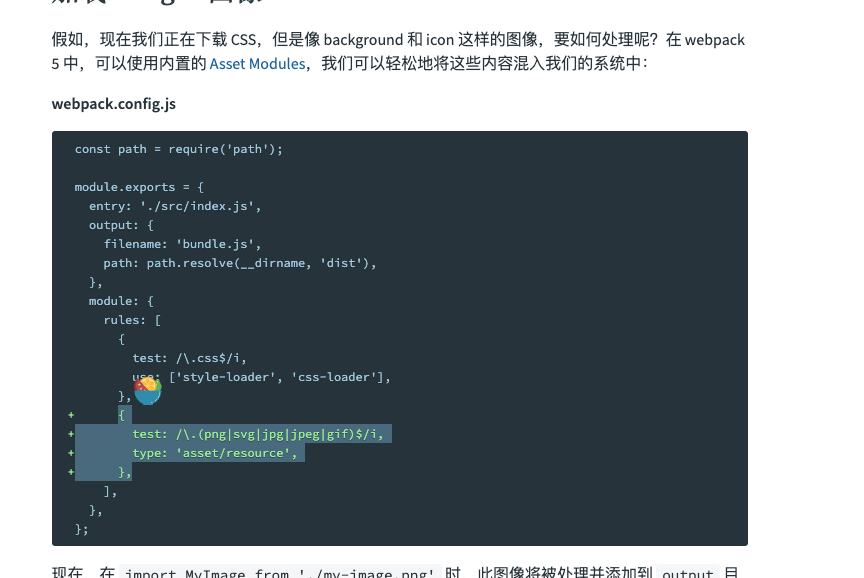 假如，现在我们正在下载 CSS，但是像 background 和 icon 这样的图像，要如何处理呢？在 webpack
5 中，可以使用内置的 Asset Modules，我们可以轻松地将这些内容混入我们的系统中：
webpack.config.js
const path = require('path');
module.exports = {
entry: './src/index.js',
output: {
filename: 'bundle.js',
path: path.resolve(__dirname, 'dist'),
},
module: {
rules: [
{
test: /\.css$/i,
use: ['style-loader', 'css-loader'],
},
+ {
+ test: /\.(png|svg|jpg|jpeg|gif)$/i,
+ type: 'asset/resource',
+ },
],
},
};
现在，在 import MyImage from './my-image.png' 时，此图像将被处理并添加到 output 目